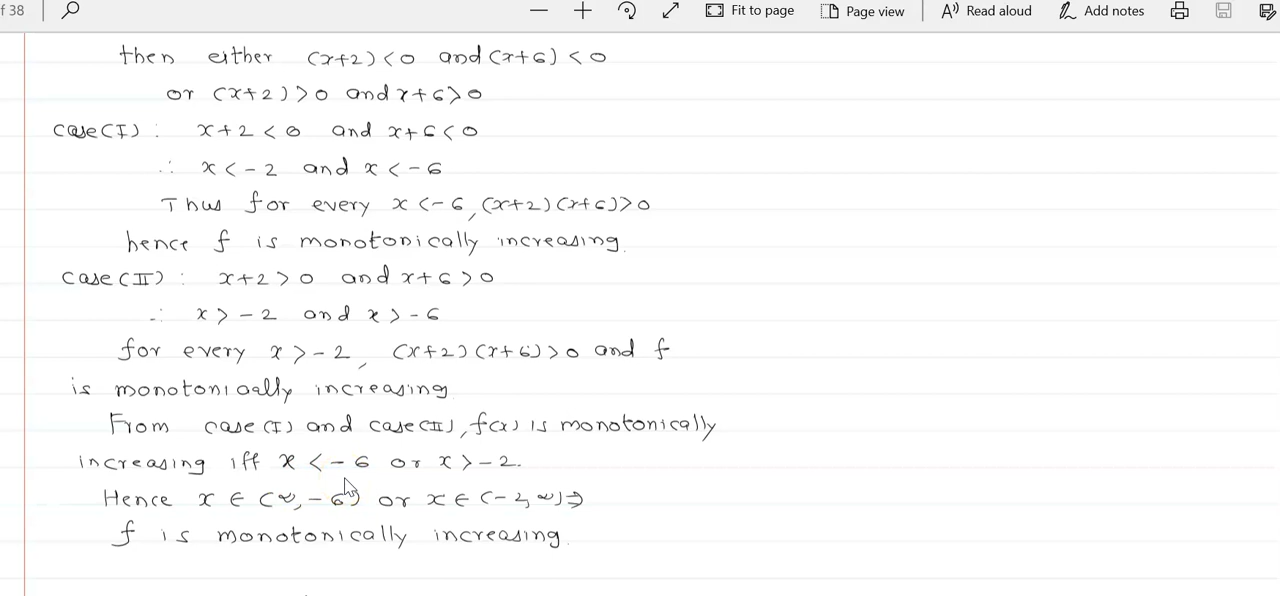 f 38 Fit to page Page view Read aloud Add notes
then either (x+2)<0 and (x+6)<0
or (x+2)>0 and x+6>0
case(I): x+2<0 and x+6<0
∴ x<-2 and x<-6
Thus for every x<-6, (x+2)(x+6)>0
hence f is monotonically increasing.
case(II): x+2>0 and x+6>0
∴ x>-2 and x>-6
for every x>-2, (x+2)(x+6)>0 and f
is monotonically increasing
From case(I) and case(II), f(x) is monotonically
increasing iff x<-6 or x>-2.
Hence x∈(∞,-6) or x∈(-2,∞)⇒
f is monotonically increasing.